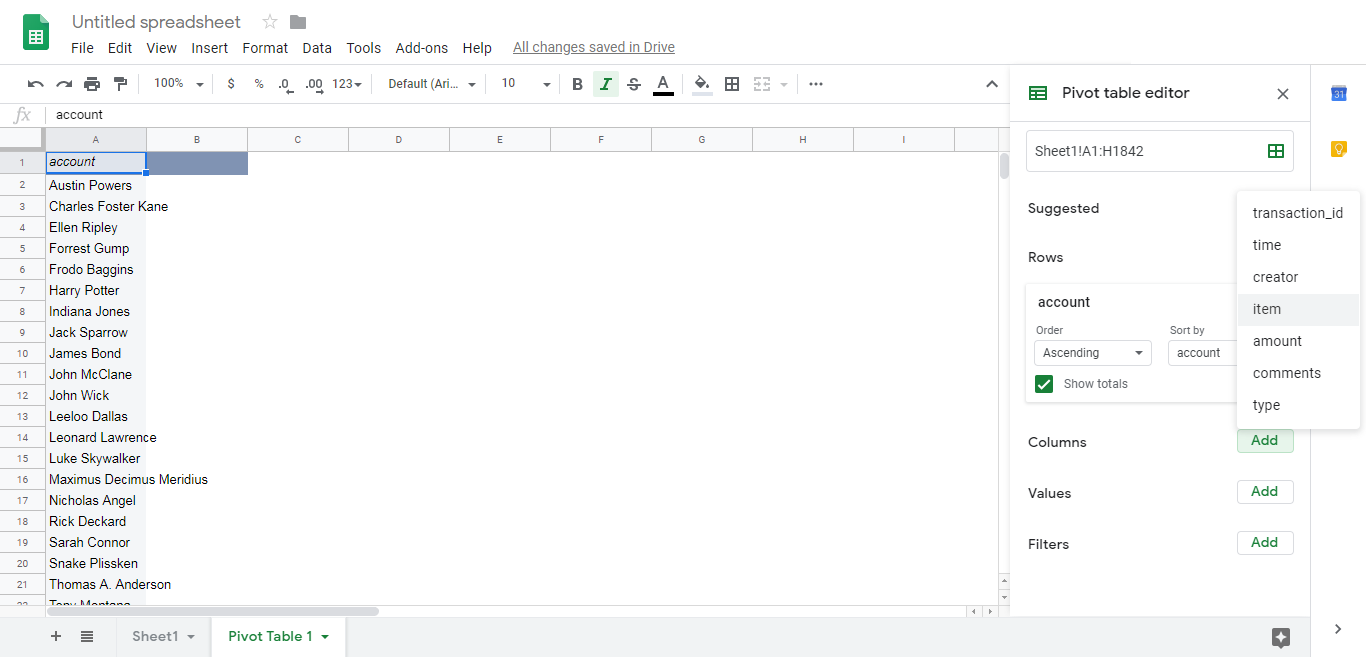 Untitled spreadsheet
File Edit View Insert Format Data Tools Add-ons Help All changes saved in Drive
100% $ % .0 .00 123 Default (Ari... 10 B I S A
fx account
A B C D E F G H I
1 account
2 Austin Powers
3 Charles Foster Kane
4 Ellen Ripley
5 Forrest Gump
6 Frodo Baggins
7 Harry Potter
8 Indiana Jones
9 Jack Sparrow
10 James Bond
11 John McClane
12 John Wick
13 Leeloo Dallas
14 Leonard Lawrence
15 Luke Skywalker
16 Maximus Decimus Meridius
17 Nicholas Angel
18 Rick Deckard
19 Sarah Connor
20 Snake Plissken
21 Thomas A. Anderson
22 Tony Montana
Sheet1 Pivot Table 1
Pivot table editor
Sheet1!A1:H1842
Suggested
Rows
account
Order Sort by
Ascending account
Show totals
Columns Add
Values Add
Filters Add
transaction_id
time
creator
item
amount
comments
type
31